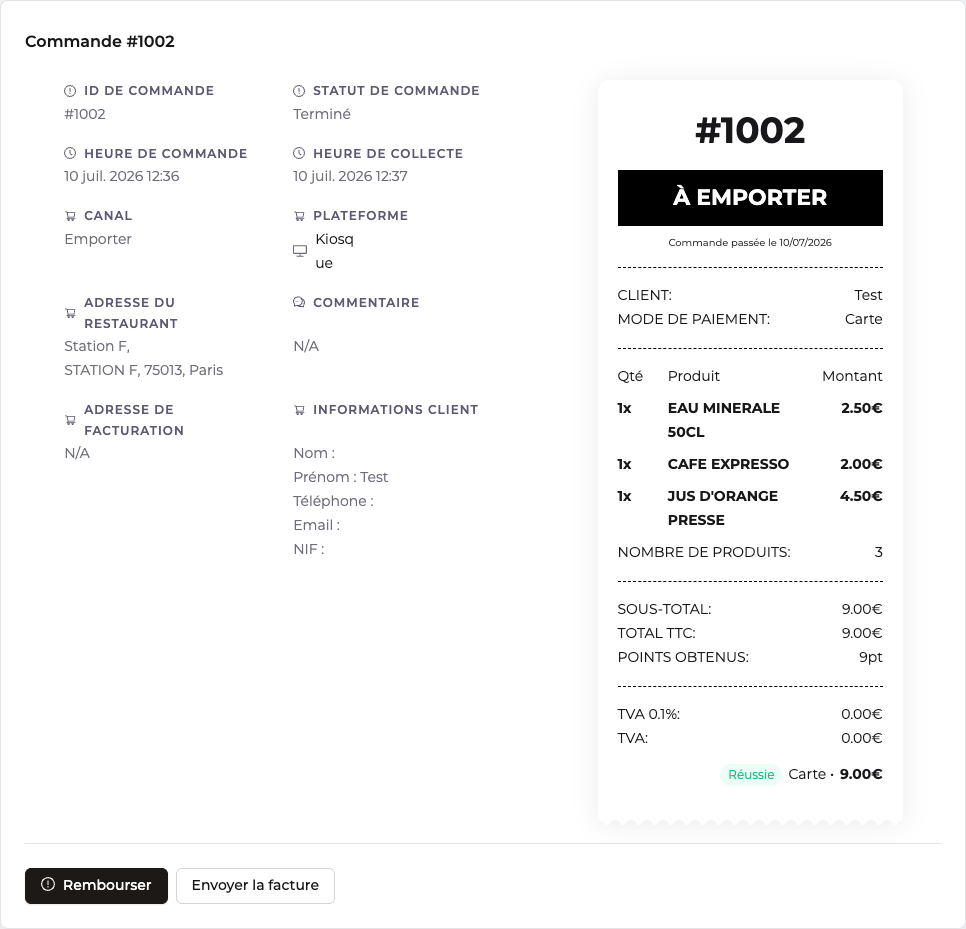 Commande #1002
ID DE COMMANDE
#1002
STATUT DE COMMANDE
Terminé
HEURE DE COMMANDE
10 juil. 2026 12:36
HEURE DE COLLECTE
10 juil. 2026 12:37
CANAL
Emporter
PLATEFORME
Kiosq
ue
ADRESSE DU
RESTAURANT
Station F,
STATION F, 75013, Paris
COMMENTAIRE
N/A
ADRESSE DE
FACTURATION
N/A
INFORMATIONS CLIENT
Nom :
Prénom : Test
Téléphone :
Email :
NIF :
#1002
À EMPORTER
Commande passée le 10/07/2026
CLIENT: Test
MODE DE PAIEMENT: Carte
Qté Produit Montant
1x EAU MINERALE 2.50€
50CL
1x CAFE EXPRESSO 2.00€
1x JUS D'ORANGE 4.50€
PRESSE
NOMBRE DE PRODUITS: 3
SOUS-TOTAL: 9.00€
TOTAL TTC: 9.00€
POINTS OBTENUS: 9pt
TVA 0.1%: 0.00€
TVA: 0.00€
Réussie Carte • 9.00€
Rembourser
Envoyer la facture